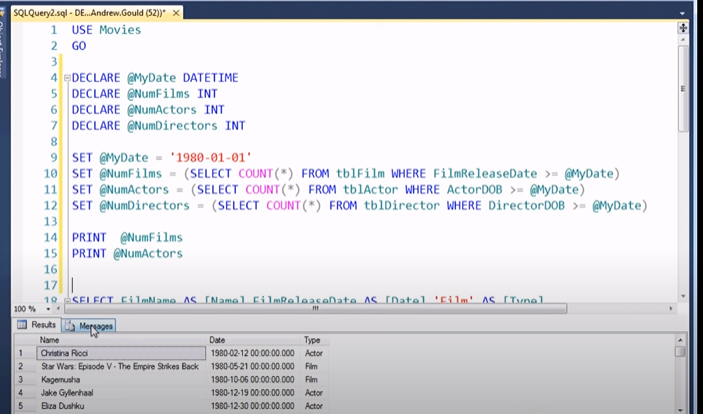 SQLQuery2.sql - DE...Andrew.Gould (52))* ×
1 USE Movies
2 GO
3
4 DECLARE @MyDate DATETIME
5 DECLARE @NumFilms INT
6 DECLARE @NumActors INT
7 DECLARE @NumDirectors INT
8
9 SET @MyDate = '1980-01-01'
10 SET @NumFilms = (SELECT COUNT(*) FROM tblFilm WHERE FilmReleaseDate >= @MyDate)
11 SET @NumActors = (SELECT COUNT(*) FROM tblActor WHERE ActorDOB >= @MyDate)
12 SET @NumDirectors = (SELECT COUNT(*) FROM tblDirector WHERE DirectorDOB >= @MyDate)
13
14 PRINT @NumFilms
15 PRINT @NumActors
16
17
18 SELECT FilmName AS [Name] FilmReleaseDate AS [Date] 'Film' AS [Type]
100 %
Results Messages
Name Date Type
1 Christina Ricci 1980-02-12 00:00:00.000 Actor
2 Star Wars: Episode V - The Empire Strikes Back 1980-05-21 00:00:00.000 Film
3 Kagemusha 1980-10-06 00:00:00.000 Film
4 Jake Gyllenhaal 1980-12-19 00:00:00.000 Actor
5 Eliza Dushku 1980-12-30 00:00:00.000 Actor